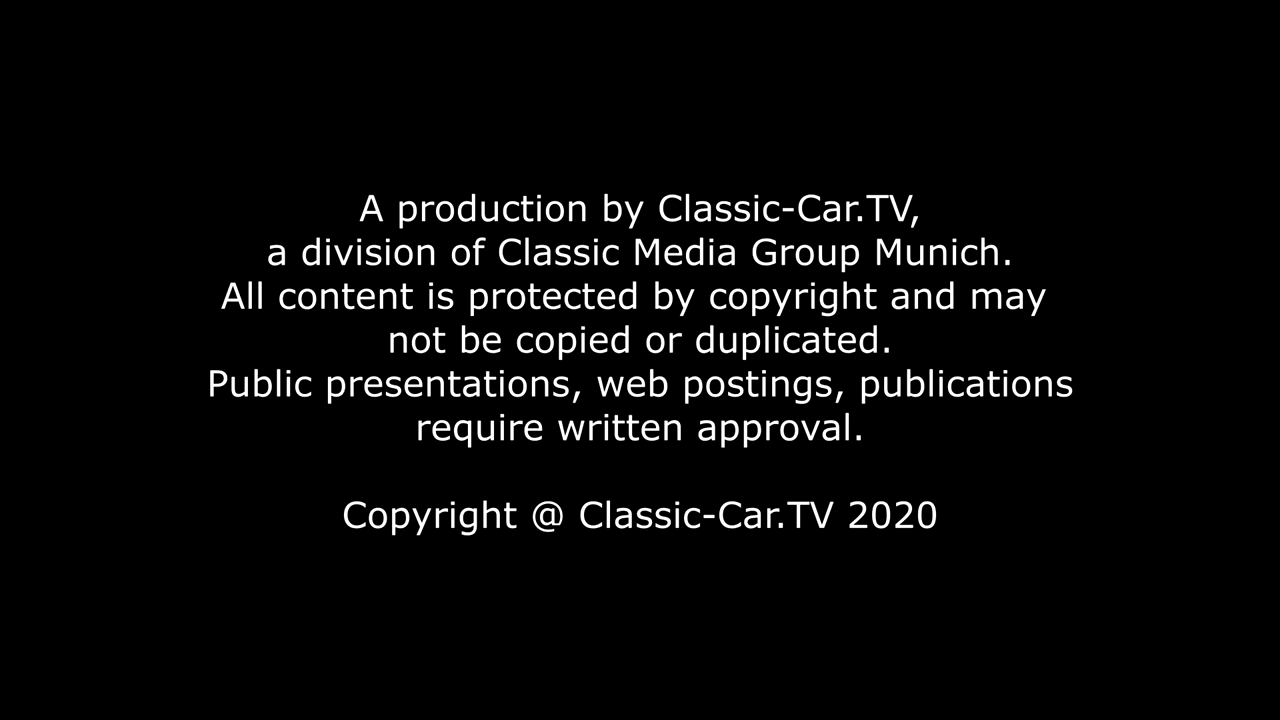 A production by Classic-Car.TV,
a division of Classic Media Group Munich.
All content is protected by copyright and may
not be copied or duplicated.
Public presentations, web postings, publications
require written approval.
Copyright @ Classic-Car.TV 2020